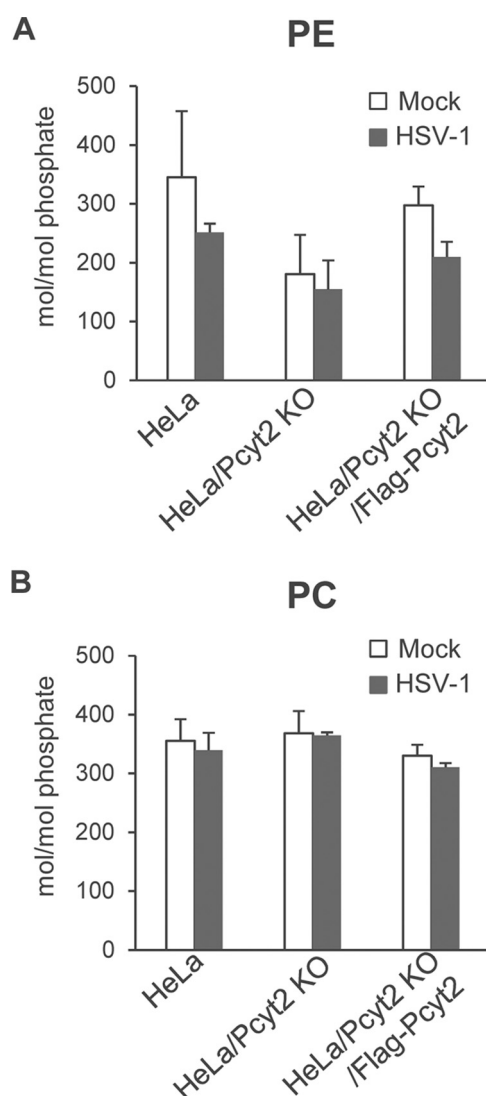 A
PE
mol/mol phosphate
500
400
300
200
100
0
Mock
HSV-1
HeLa
HeLa/Pcyt2 KO
HeLa/Pcyt2 KO
/Flag-Pcyt2
B
PC
mol/mol phosphate
500
400
300
200
100
0
Mock
HSV-1
HeLa
HeLa/Pcyt2 KO
HeLa/Pcyt2 KO
/Flag-Pcyt2